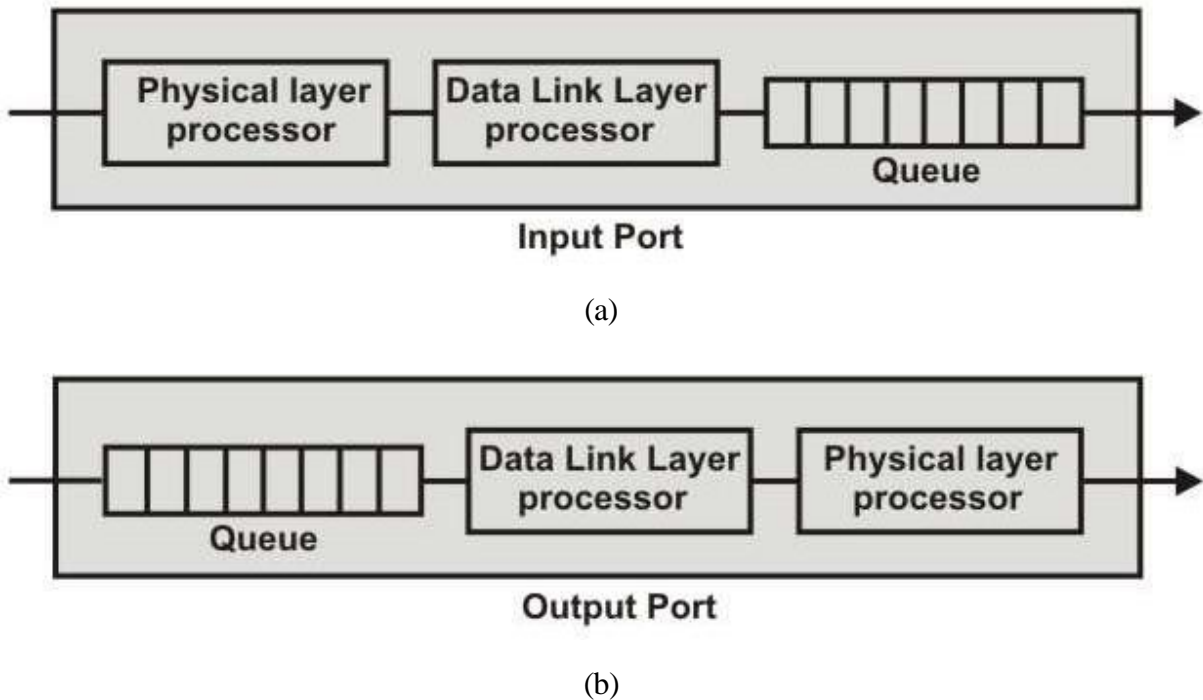 Physical layer
processor
Data Link Layer
processor
Queue
Input Port
(a)
Queue
Data Link Layer
processor
Physical layer
processor
Output Port
(b)